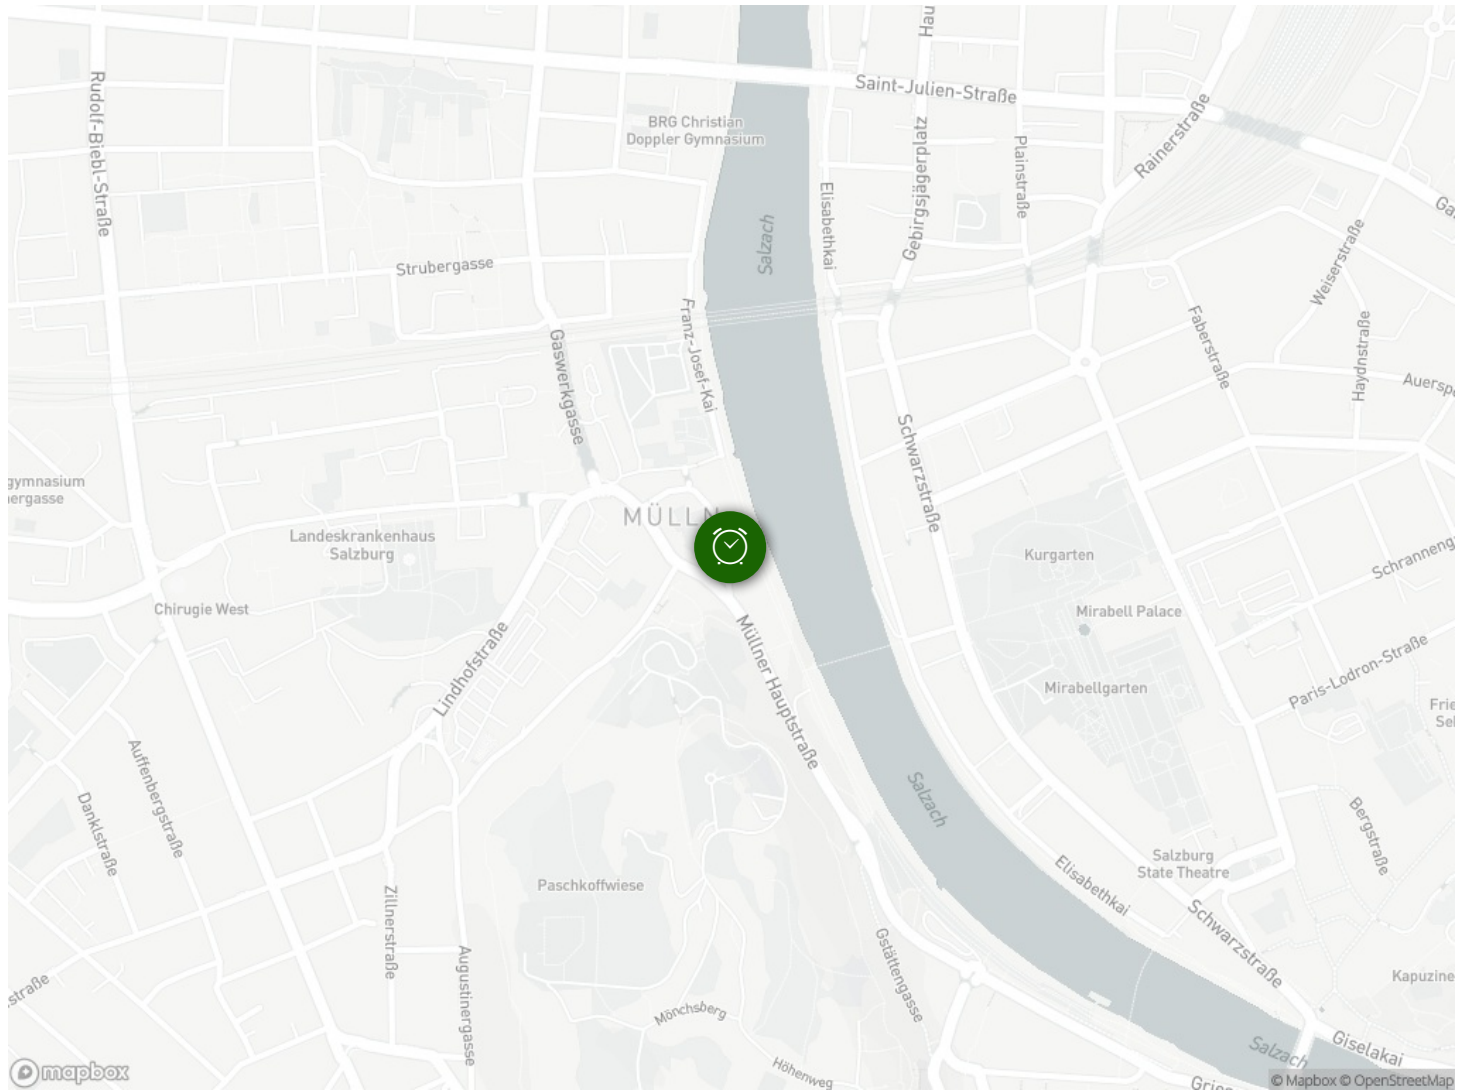 Saint-Julien-Straße
Rudolf-Biebl-Straße
BRG Christian
Doppler Gymnasium
Rainerstraße
Plainstraße
Gebirgsjägerplatz
Elisabethkai
Salzach
Strubergasse
Weiserstraße
Franz-Josef-Kai
Faberstraße
Haydnstraße
Gaswerkgasse
Schwarzstraße
MÜLLN
Landeskrankenhaus
Salzburg
Kurgarten
Chirugie West
Mirabell Palace
Lindhofstraße
Müllner Hauptstraße
Mirabellgarten
Paris-Lodron-Straße
Auffenbergstraße
Danklstraße
Salzach
Bergstraße
Salzburg
State Theatre
Paschkoffwiese
Elisabethkai
Zillnerstraße
Augustinergasse
Gstättengasse
Schwarzstraße
Mönchsberg
Höhenweg
Salzach
Giselakai
mapbox
© Mapbox © OpenStreetMap